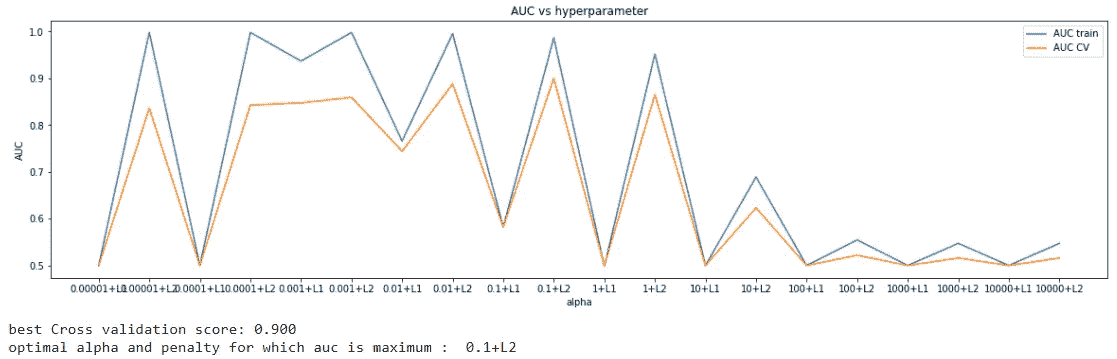 AUC vs hyperparameter
AUC train
AUC CV
1.0
0.9
0.8
0.7
0.6
0.5
AUC
0.00001+L1 0.00001+L2 0.0001+L1 0.0001+L2 0.001+L1 0.001+L2 0.01+L1 0.01+L2 0.1+L1 0.1+L2 1+L1 1+L2 10+L1 10+L2 100+L1 100+L2 1000+L1 1000+L2 10000+L1 10000+L2
alpha
best Cross validation score: 0.900
optimal alpha and penalty for which auc is maximum :  0.1+L2